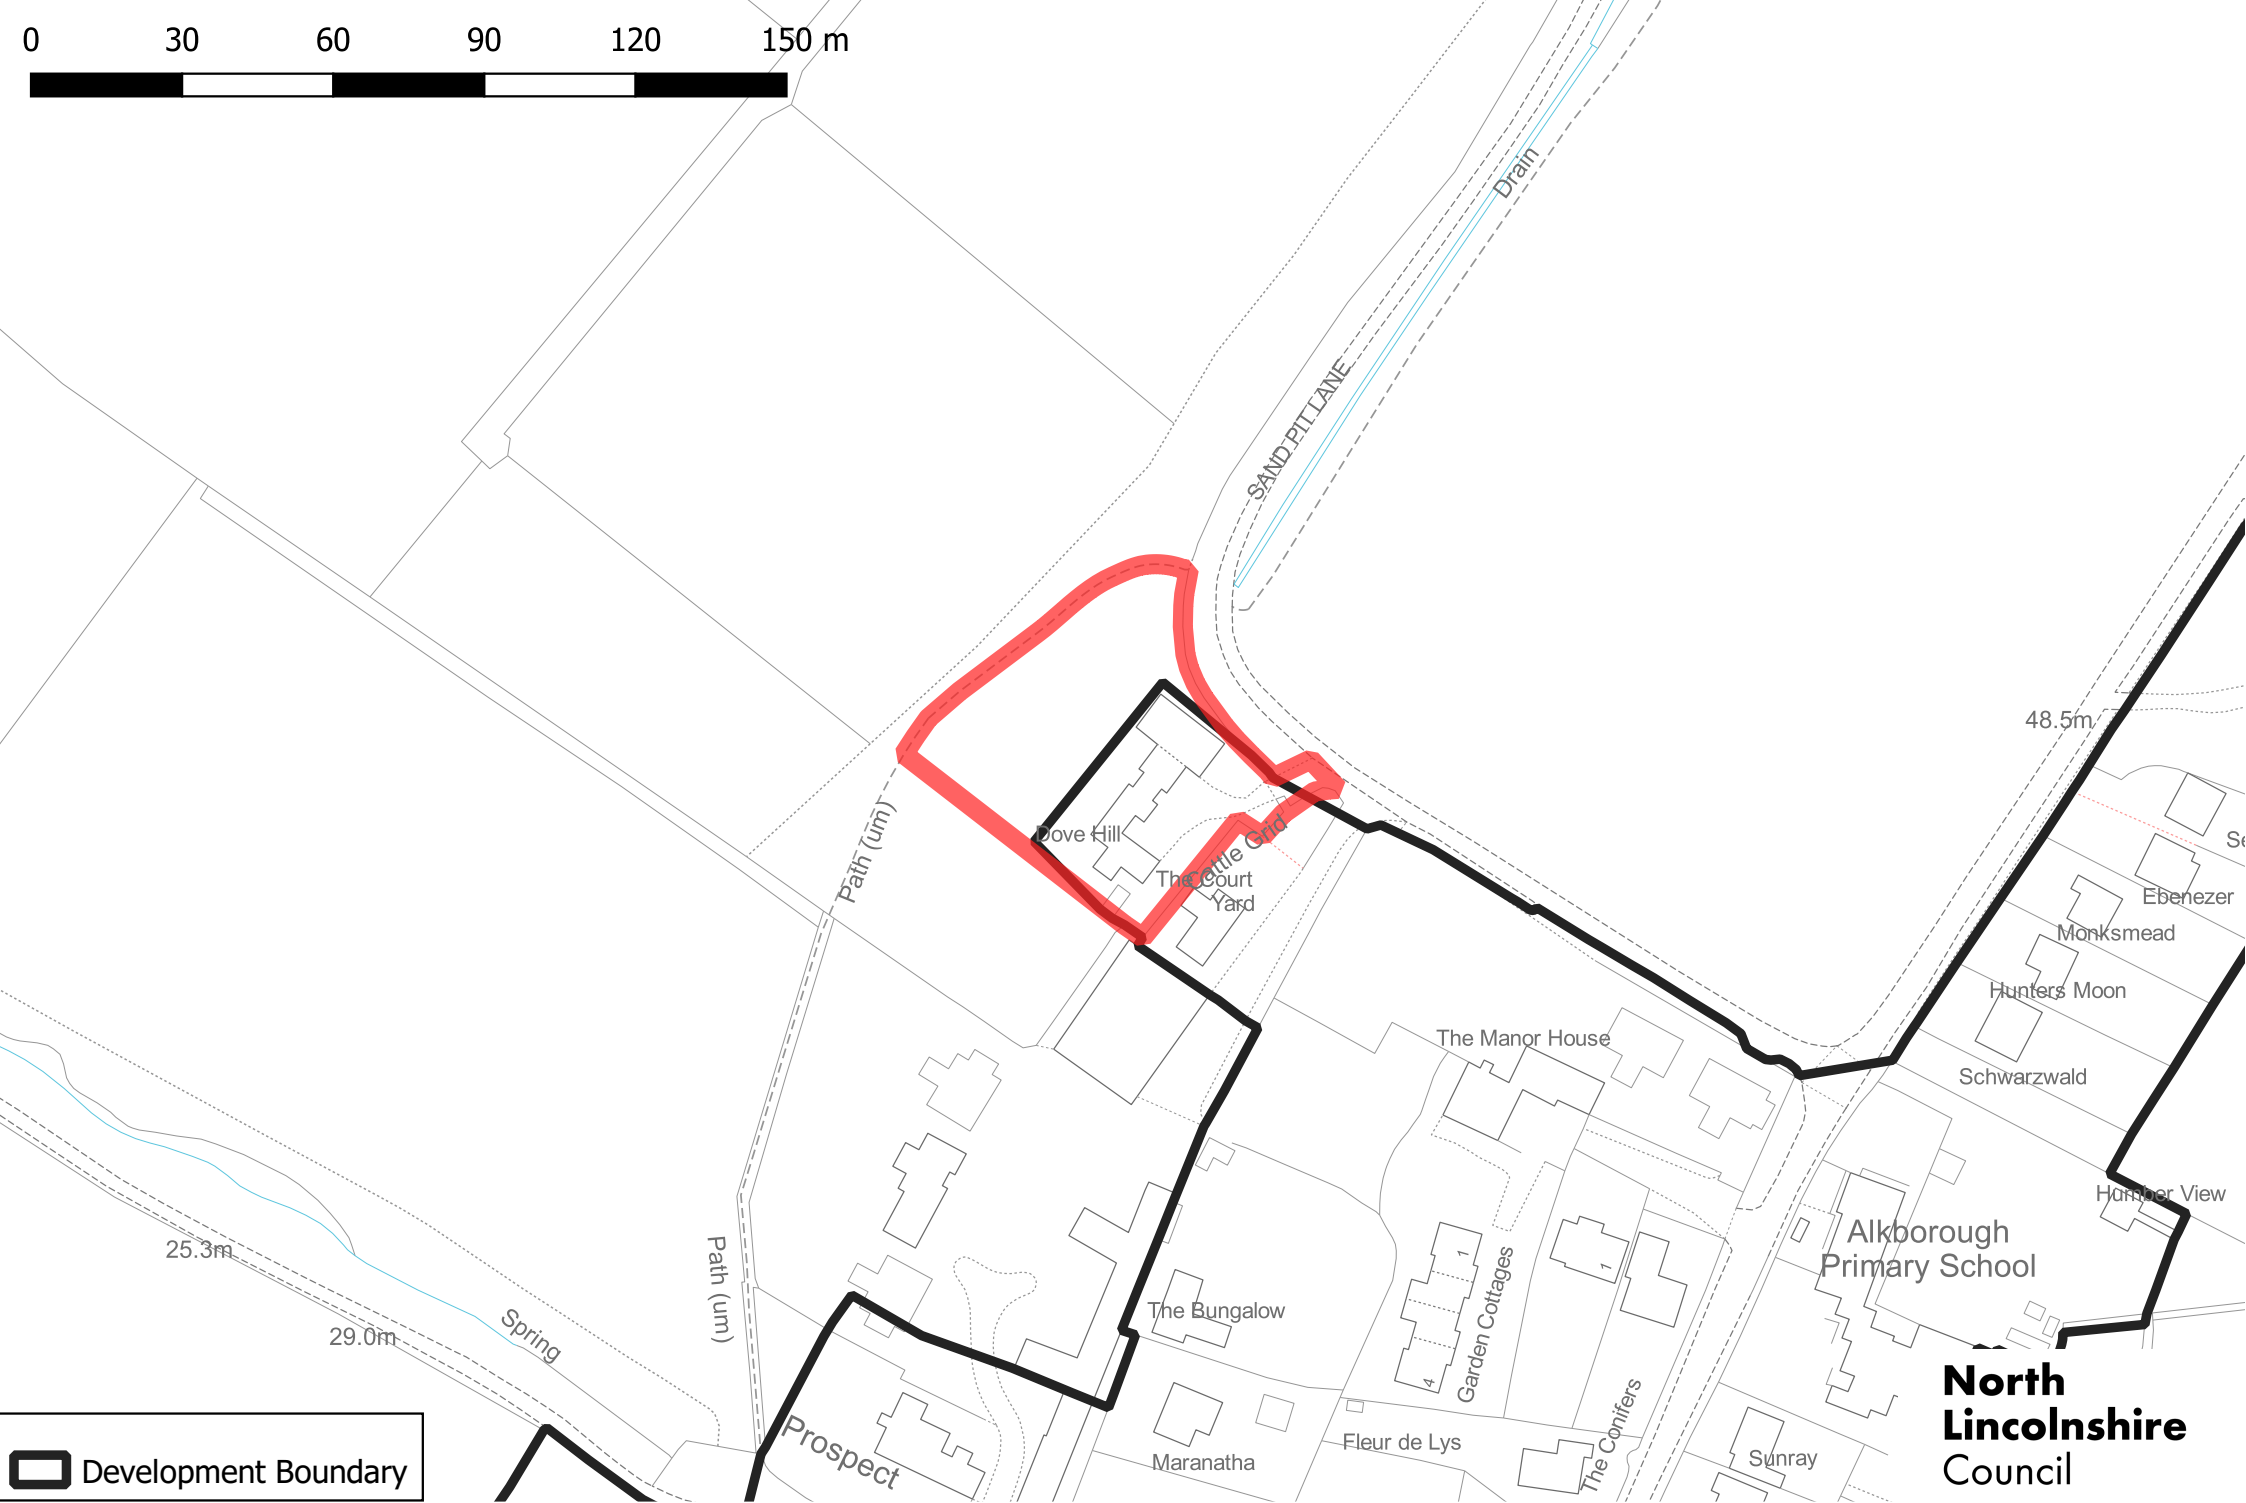 0 30 60 90 120 150 m
Drain
SAND PIT LANE
48.5m
Path (um)
Dove Hill
Cattle Grid
The Court
Yard
Ebenezer
Monksmead
Hunters Moon
The Manor House
Schwarzwald
Humber View
Alkborough
Primary School
Path (um)
25.3m
29.0m
Spring
The Bungalow
Garden Cottages
1
1
4
The Conifers
Prospect
Maranatha
Fleur de Lys
Sunray
Development Boundary
North
Lincolnshire
Council